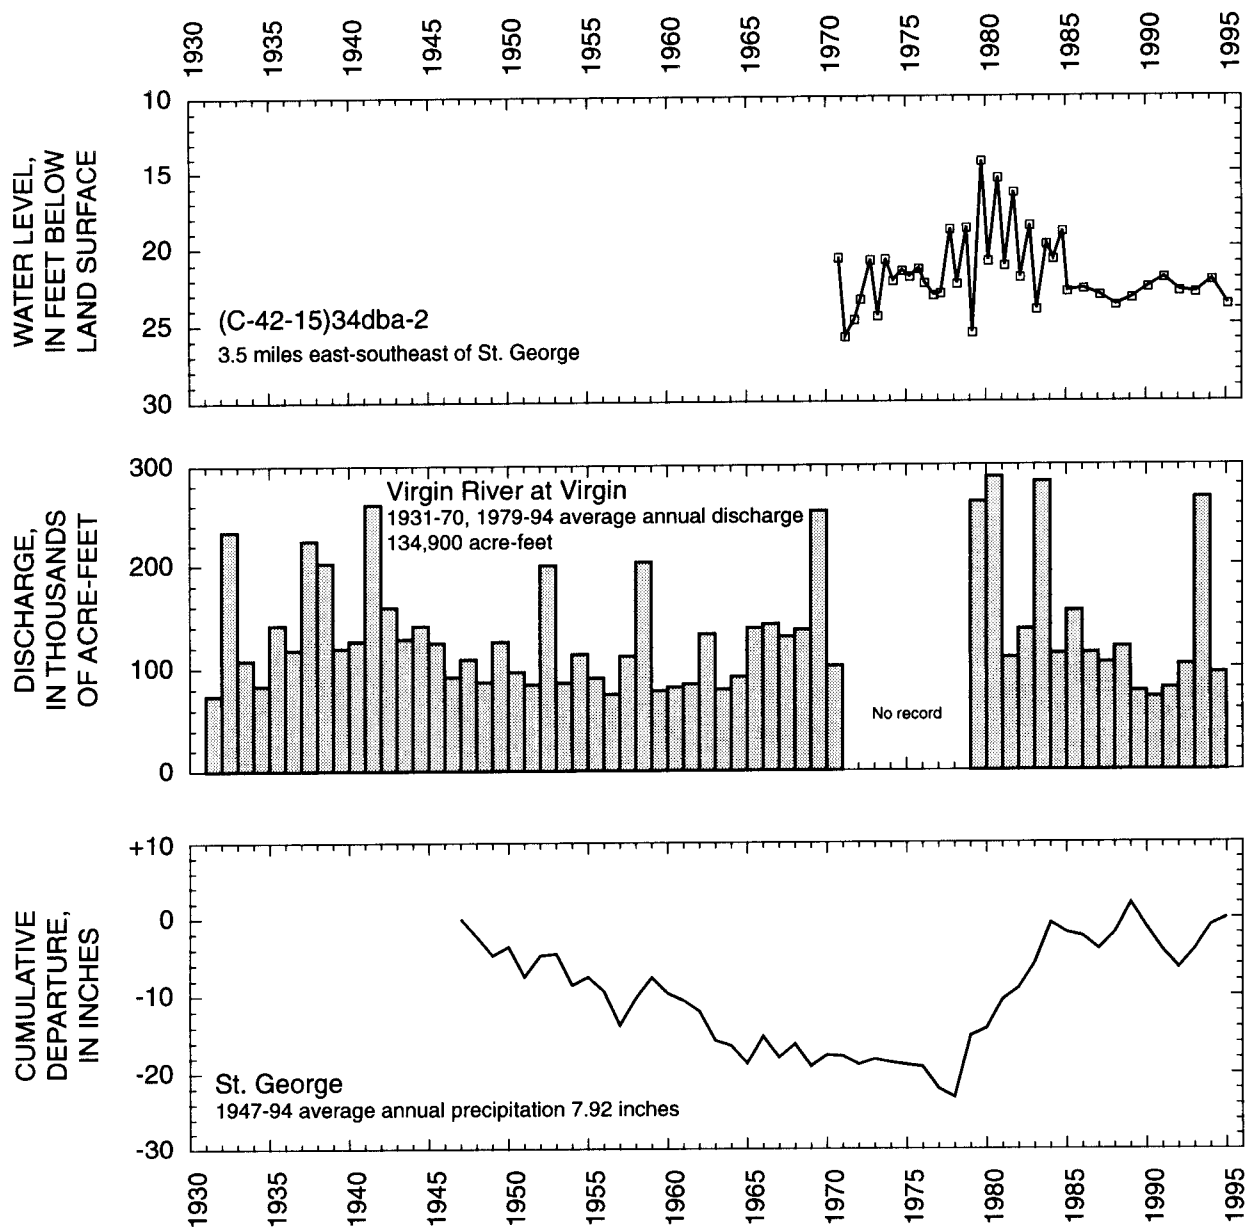 1930 1935 1940 1945 1950 1955 1960 1965 1970 1975 1980 1985 1990 1995
WATER LEVEL,
IN FEET BELOW
LAND SURFACE
10
15
20
25
30
(C-42-15)34dba-2
3.5 miles east-southeast of St. George
DISCHARGE,
IN THOUSANDS
OF ACRE-FEET
300
200
100
0
Virgin River at Virgin
1931-70, 1979-94 average annual discharge
134,900 acre-feet
No record
CUMULATIVE
DEPARTURE,
IN INCHES
+10
0
-10
-20
-30
St. George
1947-94 average annual precipitation 7.92 inches
1930 1935 1940 1945 1950 1955 1960 1965 1970 1975 1980 1985 1990 1995